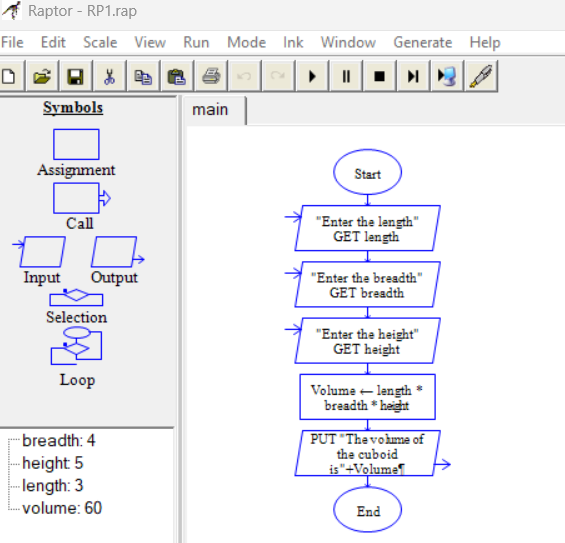 Raptor - RP1.rap
File Edit Scale View Run Mode Ink Window Generate Help
Symbols
Assignment
Call
Input Output
Selection
Loop
breadth: 4
height: 5
length: 3
volume: 60
main
Start
"Enter the length"
GET length
"Enter the breadth"
GET breadth
"Enter the height"
GET height
Volume ← length *
breadth * height
PUT "The volume of
the cuboid
is"+Volume¶
End